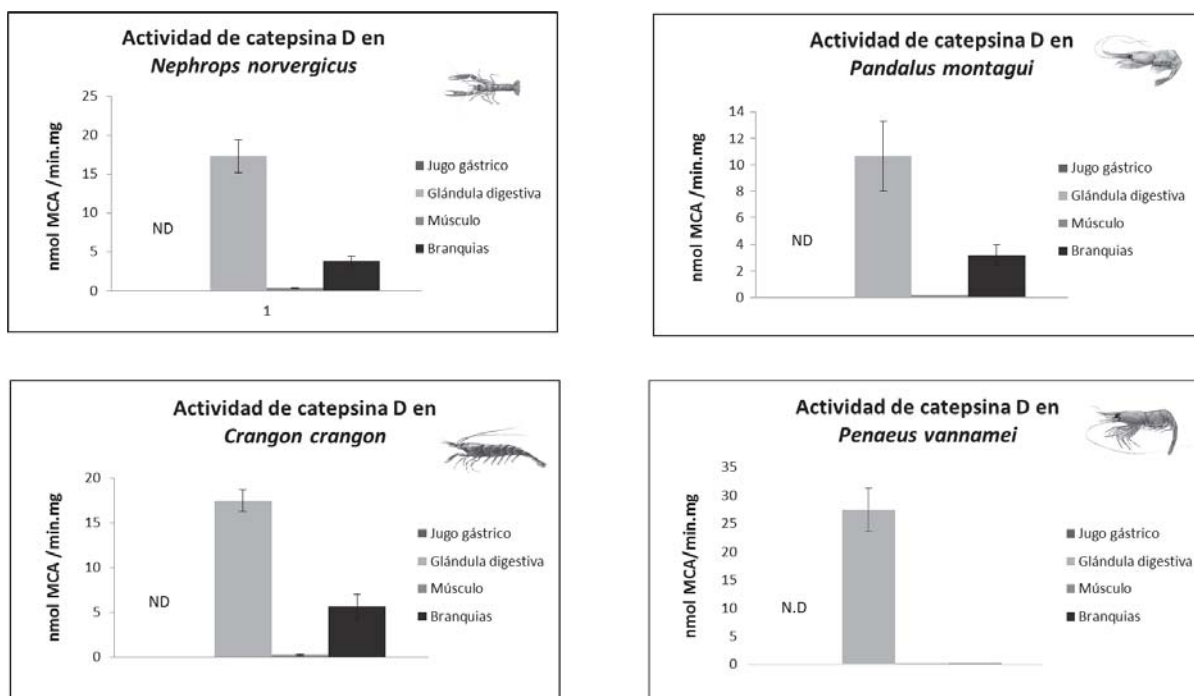 Actividad de catepsina D en
Nephrops norvergicus
nmol MCA /min.mg
25
20
15
10
5
0
ND
1
Jugo gástrico
Glándula digestiva
Músculo
Branquias
Actividad de catepsina D en
Pandalus montagui
nmol MCA /min.mg
14
12
10
8
6
4
2
0
ND
Jugo gástrico
Glándula digestiva
Músculo
Branquias
Actividad de catepsina D en
Crangon crangon
nmol MCA /min.mg
20
15
10
5
0
ND
Jugo gástrico
Glándula digestiva
Músculo
Branquias
Actividad de catepsina D en
Penaeus vannamei
nmol MCA/min.mg
35
30
25
20
15
10
5
0
N.D
Jugo gástrico
Glándula digestiva
Músculo
Branquias